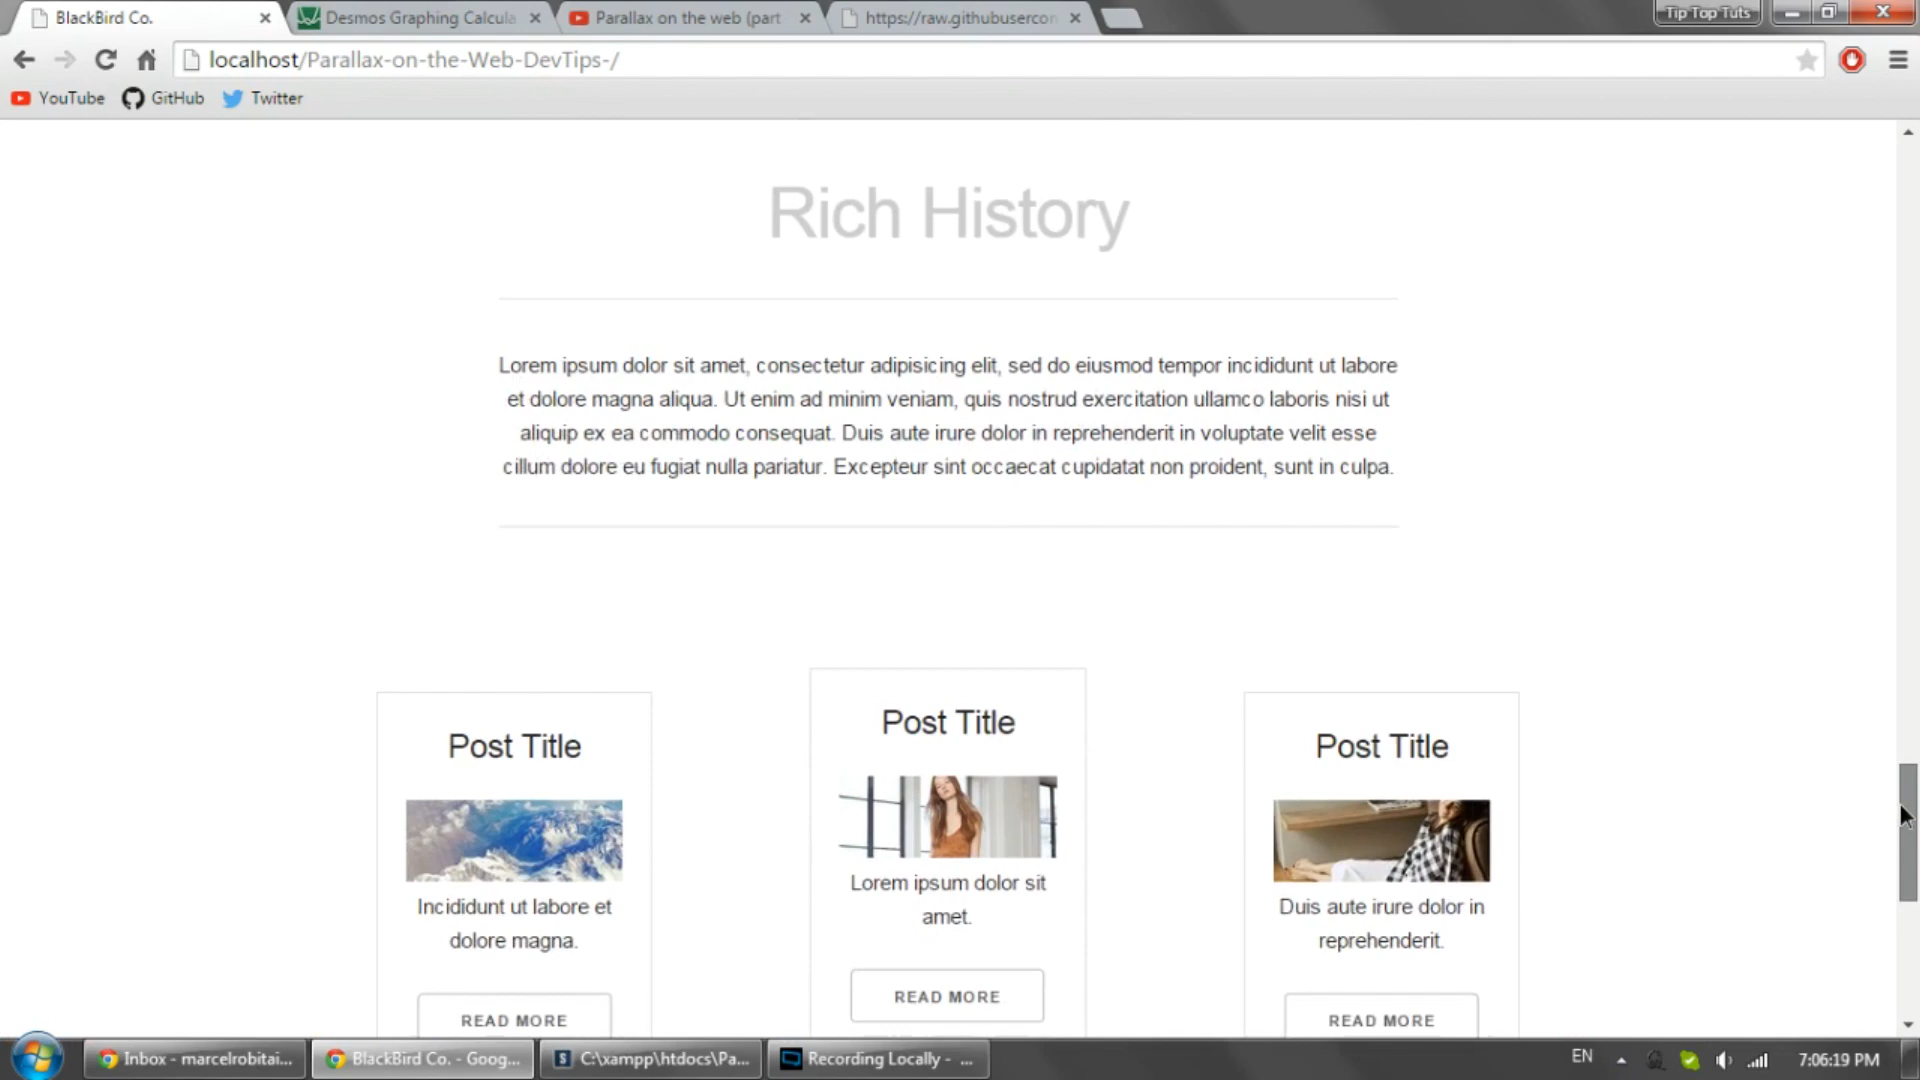 BlackBird Co.
Desmos Graphing Calcula
Parallax on the web (part
https://raw.githubusercon
Tip Top Tuts
localhost/Parallax-on-the-Web-DevTips-/
YouTube
GitHub
Twitter
Rich History
Lorem ipsum dolor sit amet, consectetur adipisicing elit, sed do eiusmod tempor incididunt ut labore
et dolore magna aliqua. Ut enim ad minim veniam, quis nostrud exercitation ullamco laboris nisi ut
aliquip ex ea commodo consequat. Duis aute irure dolor in reprehenderit in voluptate velit esse
cillum dolore eu fugiat nulla pariatur. Excepteur sint occaecat cupidatat non proident, sunt in culpa.
Post Title
Incididunt ut labore et
dolore magna.
READ MORE
Post Title
Lorem ipsum dolor sit
amet.
READ MORE
Post Title
Duis aute irure dolor in
reprehenderit.
READ MORE
Inbox - marcelrobitai...
BlackBird Co. - Goog...
C:\xampp\htdocs\Pa...
Recording Locally - ...
EN
7:06:19 PM